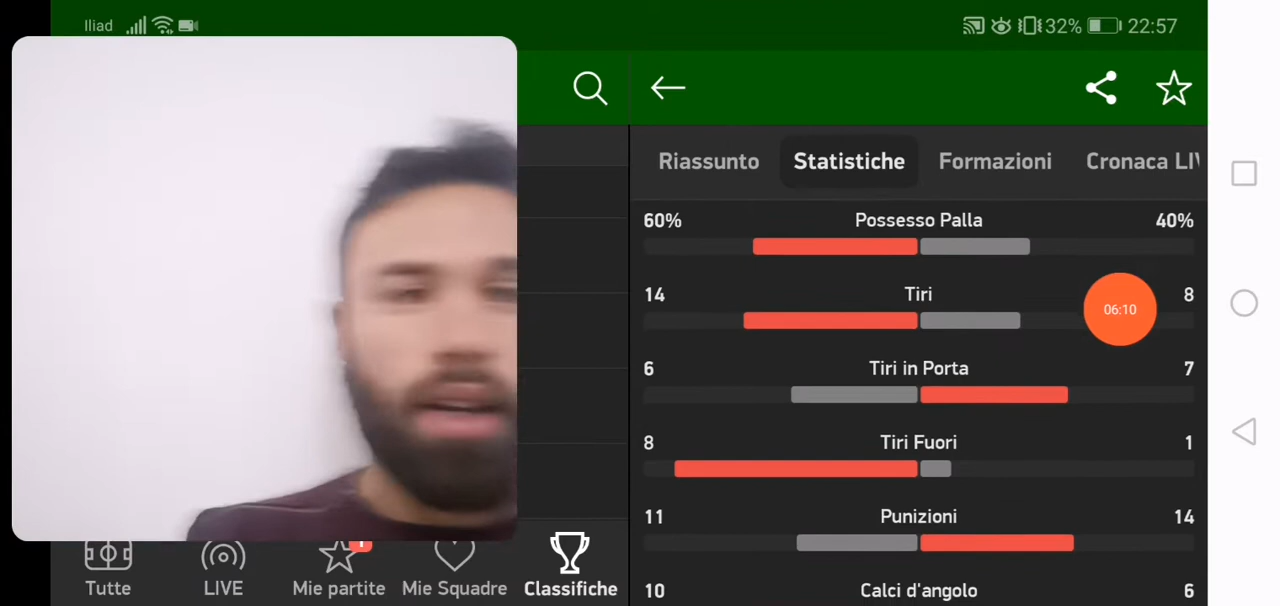 Iliad
32% 22:57
Riassunto Statistiche Formazioni Cronaca LIV
60% Possesso Palla 40%
14 Tiri 8
06:10
6 Tiri in Porta 7
8 Tiri Fuori 1
11 Punizioni 14
10 Calci d'angolo 6
Tutte LIVE Mie partite Mie Squadre Classifiche